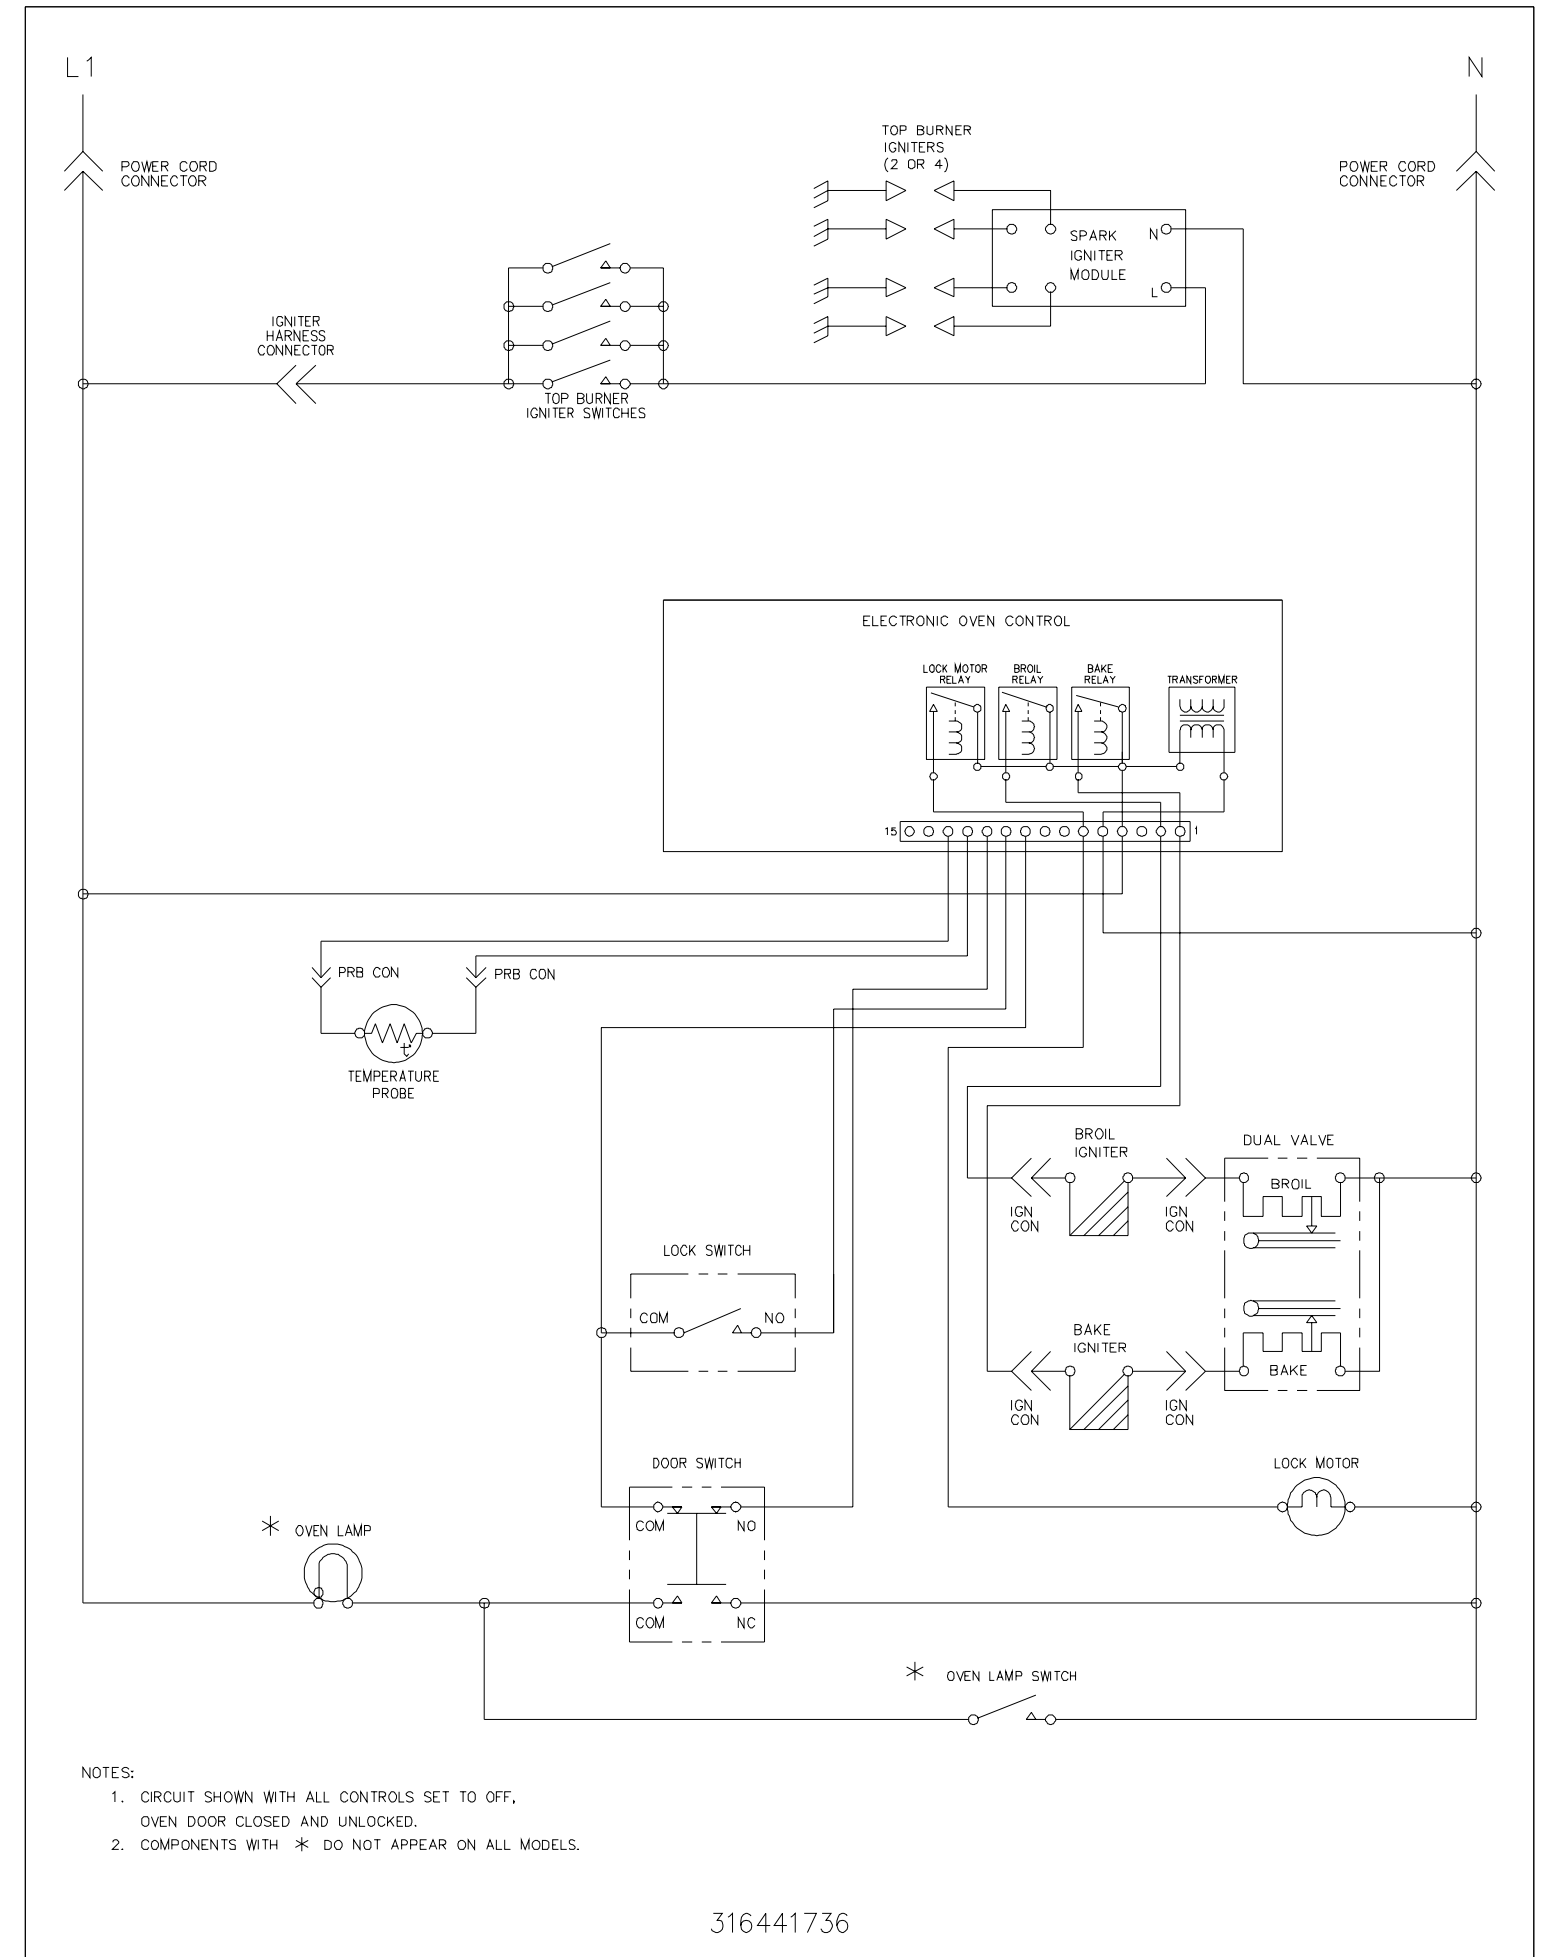 L1
N
POWER CORD
CONNECTOR
TOP BURNER
IGNITERS
(2 OR 4)
POWER CORD
CONNECTOR
SPARK
IGNITER
MODULE
N
L
IGNITER
HARNESS
CONNECTOR
TOP BURNER
IGNITER SWITCHES
ELECTRONIC OVEN CONTROL
LOCK MOTOR
RELAY
BROIL
RELAY
BAKE
RELAY
TRANSFORMER
15
1
PRB CON
PRB CON
t°
TEMPERATURE
PROBE
BROIL
IGNITER
DUAL VALVE
BROIL
IGN
CON
IGN
CON
LOCK SWITCH
COM
NO
BAKE
IGNITER
BAKE
IGN
CON
IGN
CON
DOOR SWITCH
LOCK MOTOR
COM
NO
* OVEN LAMP
COM
NC
* OVEN LAMP SWITCH
NOTES:
1. CIRCUIT SHOWN WITH ALL CONTROLS SET TO OFF,
OVEN DOOR CLOSED AND UNLOCKED.
2. COMPONENTS WITH * DO NOT APPEAR ON ALL MODELS.
316441736